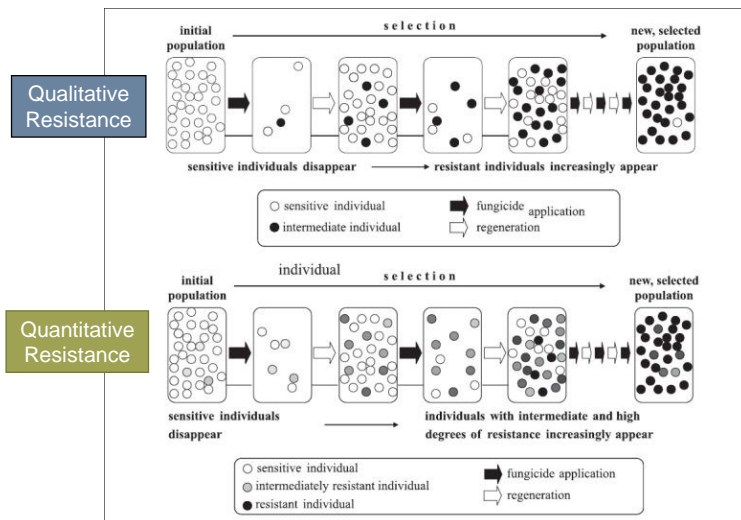 initial
population
selection
new, selected
population
Qualitative
Resistance
sensitive individuals disappear
resistant individuals increasingly appear
sensitive individual
intermediate individual
fungicide
application
regeneration
initial
population
individual
selection
new, selected
population
Quantitative
Resistance
sensitive individuals
disappear
individuals with intermediate and high
degrees of resistance increasingly appear
sensitive individual
intermediately resistant individual
resistant individual
fungicide application
regeneration